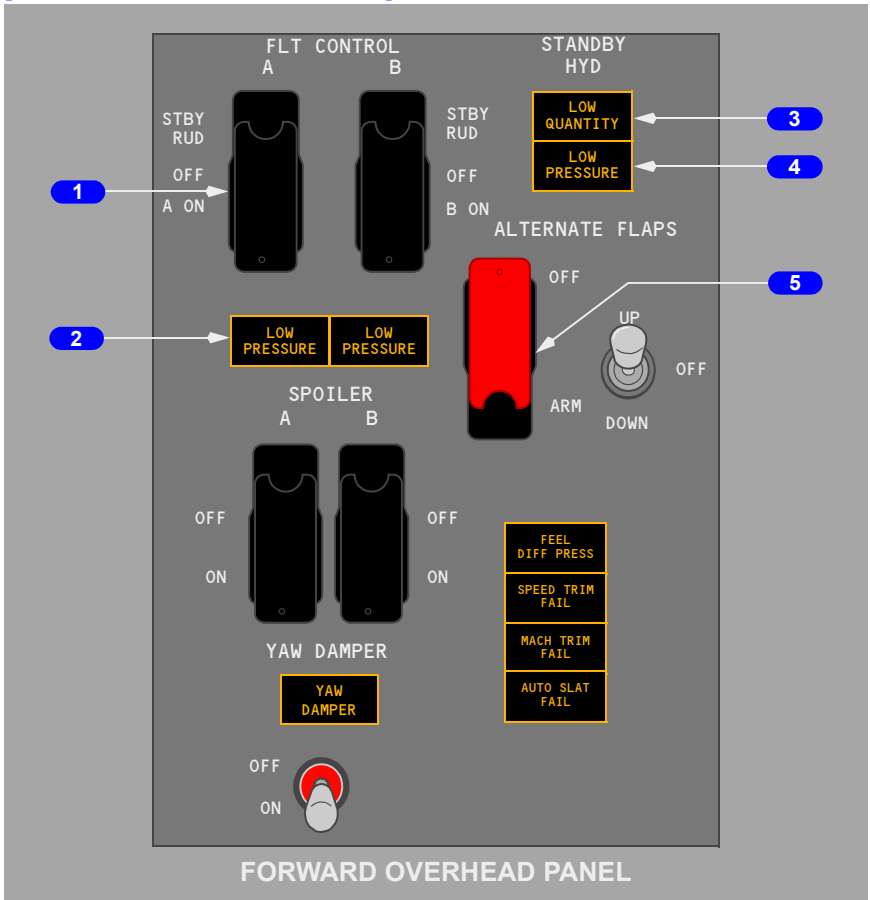 FLT CONTROL
A B
STANDBY
HYD
STBY
RUD
OFF
A ON
STBY
RUD
OFF
B ON
LOW
QUANTITY
LOW
PRESSURE
3
4
1
ALTERNATE FLAPS
OFF
ARM
UP
OFF
DOWN
5
2
LOW
PRESSURE
LOW
PRESSURE
SPOILER
A B
OFF
ON
OFF
ON
FEEL
DIFF PRESS
SPEED TRIM
FAIL
MACH TRIM
FAIL
AUTO SLAT
FAIL
YAW DAMPER
YAW
DAMPER
OFF
ON
FORWARD OVERHEAD PANEL